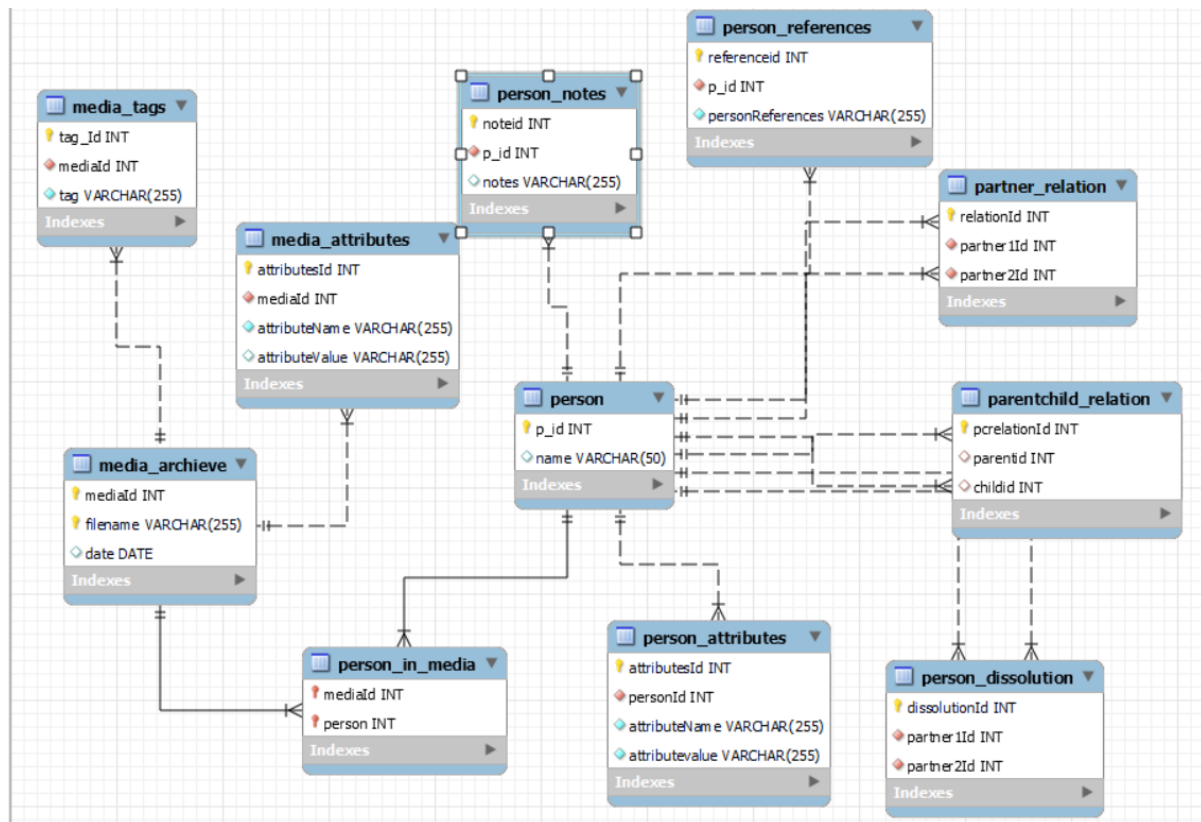 person_references
referenceid INT
p_id INT
personReferences VARCHAR(255)
Indexes
person_notes
noteid INT
p_id INT
notes VARCHAR(255)
Indexes
media_tags
tag_Id INT
mediaId INT
tag VARCHAR(255)
Indexes
partner_relation
relationId INT
partner1Id INT
partner2Id INT
Indexes
media_attributes
attributesId INT
mediaId INT
attributeName VARCHAR(255)
attributeValue VARCHAR(255)
Indexes
person
p_id INT
name VARCHAR(50)
Indexes
parentchild_relation
pcrelationId INT
parentid INT
childid INT
Indexes
media_archieve
mediaId INT
filename VARCHAR(255)
date DATE
Indexes
person_in_media
mediaId INT
person INT
Indexes
person_attributes
attributesId INT
personId INT
attributeName VARCHAR(255)
attributevalue VARCHAR(255)
Indexes
person_dissolution
dissolutionId INT
partner1Id INT
partner2Id INT
Indexes